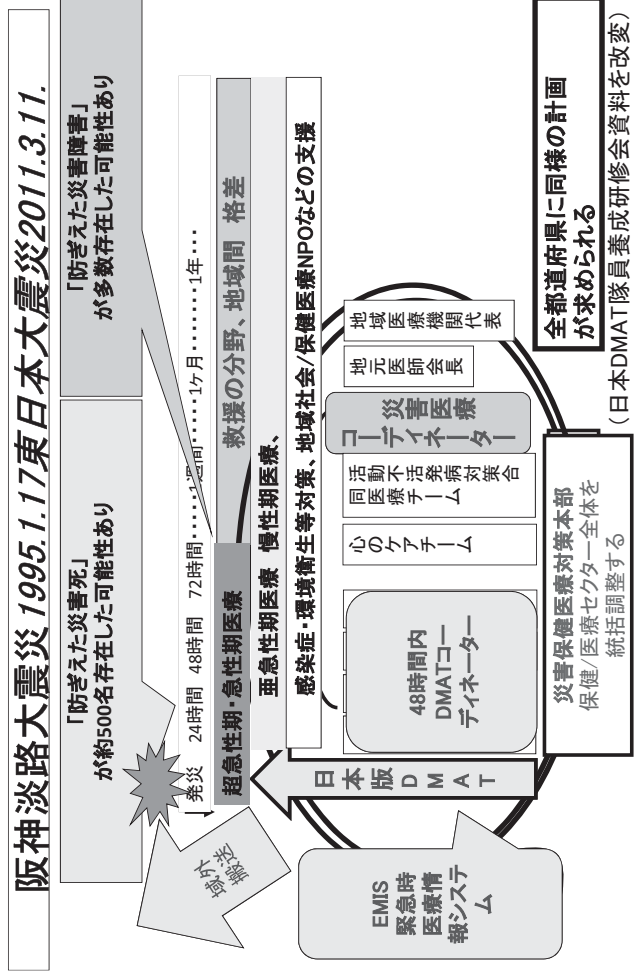 阪神淡路大震災 1995.1.17東日本大震災2011.3.11.
「防ぎえた災害死」
が約500名存在した可能性あり
「防ぎえた災害障害」
が多数存在した可能性あり
発災 24時間 48時間 72時間‥‥1週間‥‥‥1ヶ月‥‥‥‥1年‥‥
超急性期・急性期医療
救援の分野、地域間 格差
亜急性期医療 慢性期医療、
感染症・環境衛生等対策、地域社会/保健医療NPOなどの支援
域外
搬送
日本版DMAT
48時間内
DMATコー
ディネーター
心のケアチーム
活動不活発病対策合
同医療チーム
災害医療
コーディネーター
地元医師会長
地域医療機関代表
EMIS
緊急時
医療情
報システ
ム
災害保健医療対策本部
保健/医療セクター全体を
統括調整する
全都道府県に同様の計画
が求められる
(日本DMAT隊員養成研修会資料を改変)